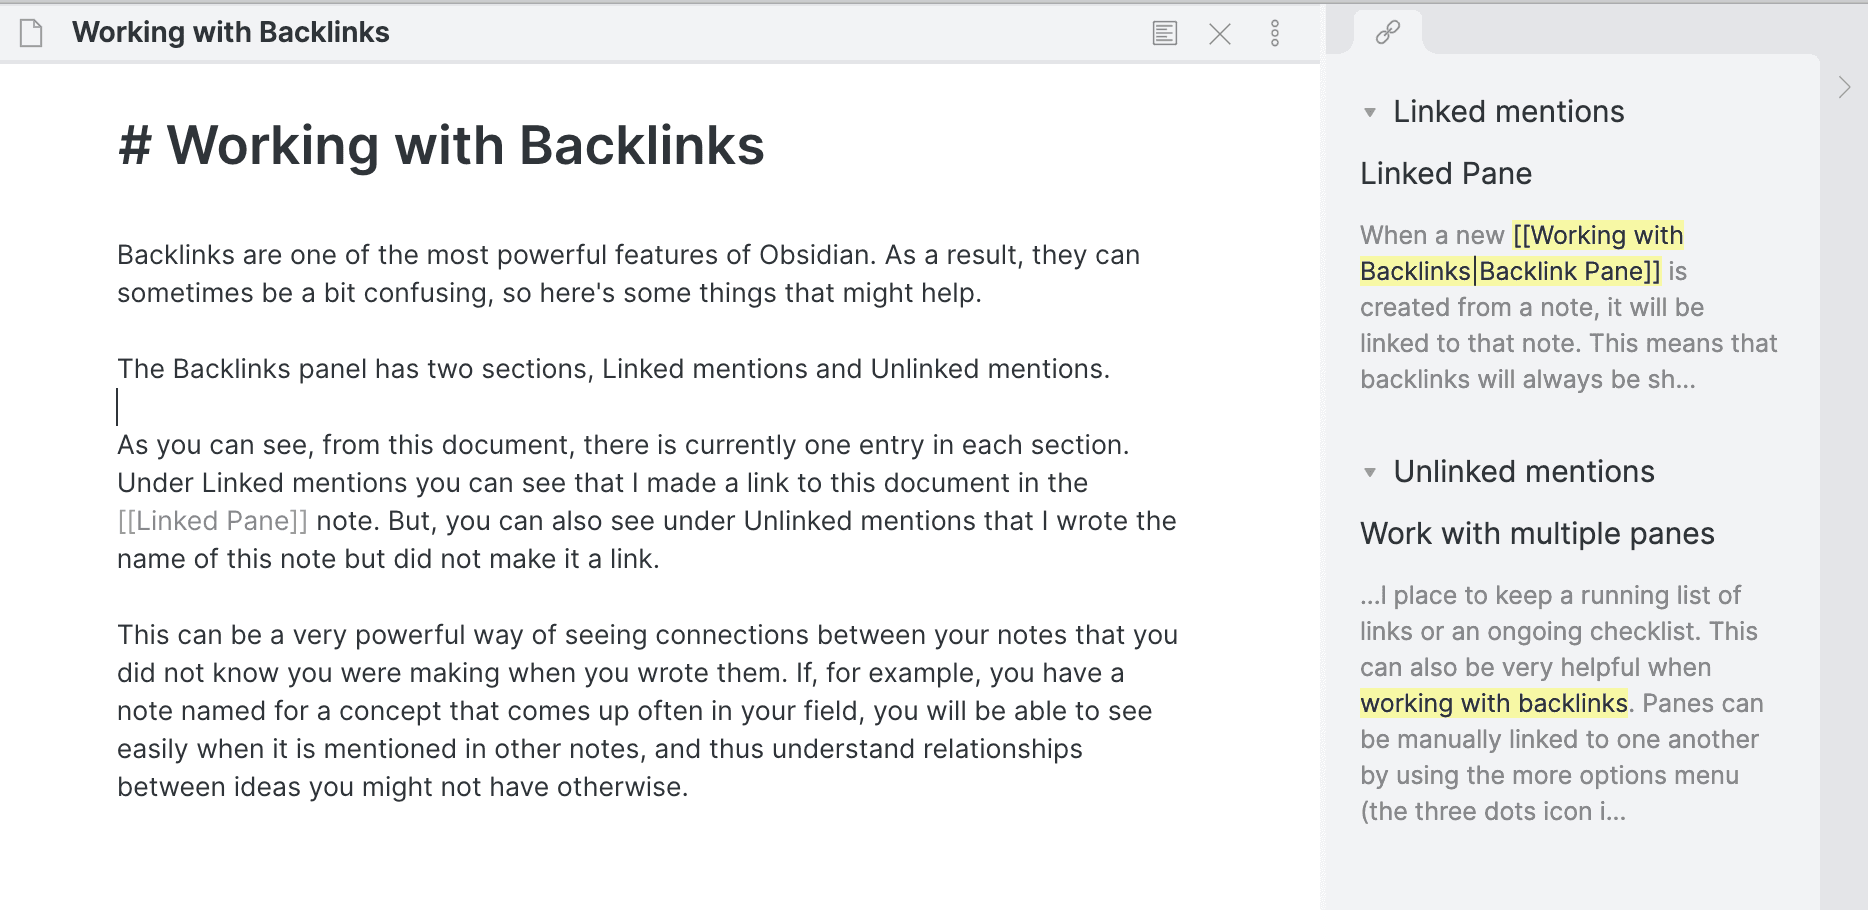 Working with Backlinks
# Working with Backlinks
Backlinks are one of the most powerful features of Obsidian. As a result, they can
sometimes be a bit confusing, so here's some things that might help.
The Backlinks panel has two sections, Linked mentions and Unlinked mentions.
As you can see, from this document, there is currently one entry in each section.
Under Linked mentions you can see that I made a link to this document in the
[[Linked Pane]] note. But, you can also see under Unlinked mentions that I wrote the
name of this note but did not make it a link.
This can be a very powerful way of seeing connections between your notes that you
did not know you were making when you wrote them. If, for example, you have a
note named for a concept that comes up often in your field, you will be able to see
easily when it is mentioned in other notes, and thus understand relationships
between ideas you might not have otherwise.
Linked mentions
Linked Pane
When a new [[Working with
Backlinks|Backlink Pane]] is
created from a note, it will be
linked to that note. This means that
backlinks will always be sh...
Unlinked mentions
Work with multiple panes
...l place to keep a running list of
links or an ongoing checklist. This
can also be very helpful when
working with backlinks. Panes can
be manually linked to one another
by using the more options menu
(the three dots icon i...